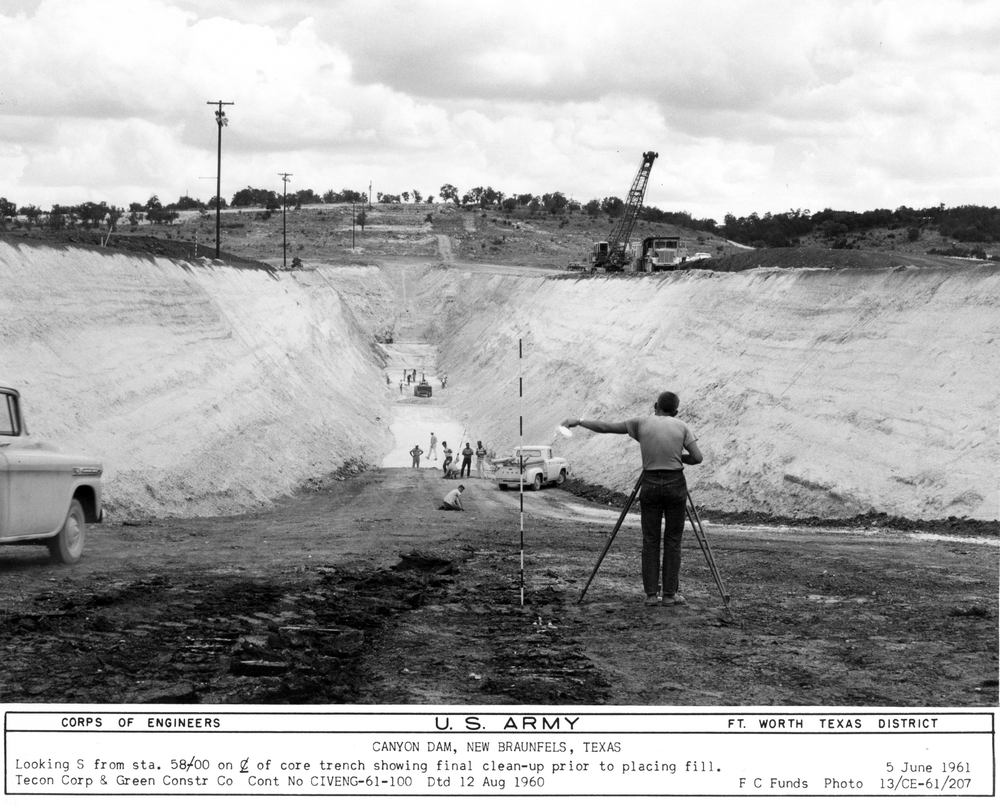 FORD
CORPS OF ENGINEERS U. S. ARMY FT. WORTH TEXAS DISTRICT
CANYON DAM, NEW BRAUNFELS, TEXAS
Looking S from sta. 58+00 on ℄ of core trench showing final clean-up prior to placing fill. 5 June 1961
Tecon Corp & Green Constr Co Cont No CIVENG-61-100 Dtd 12 Aug 1960 F C Funds Photo 13/CE-61/207